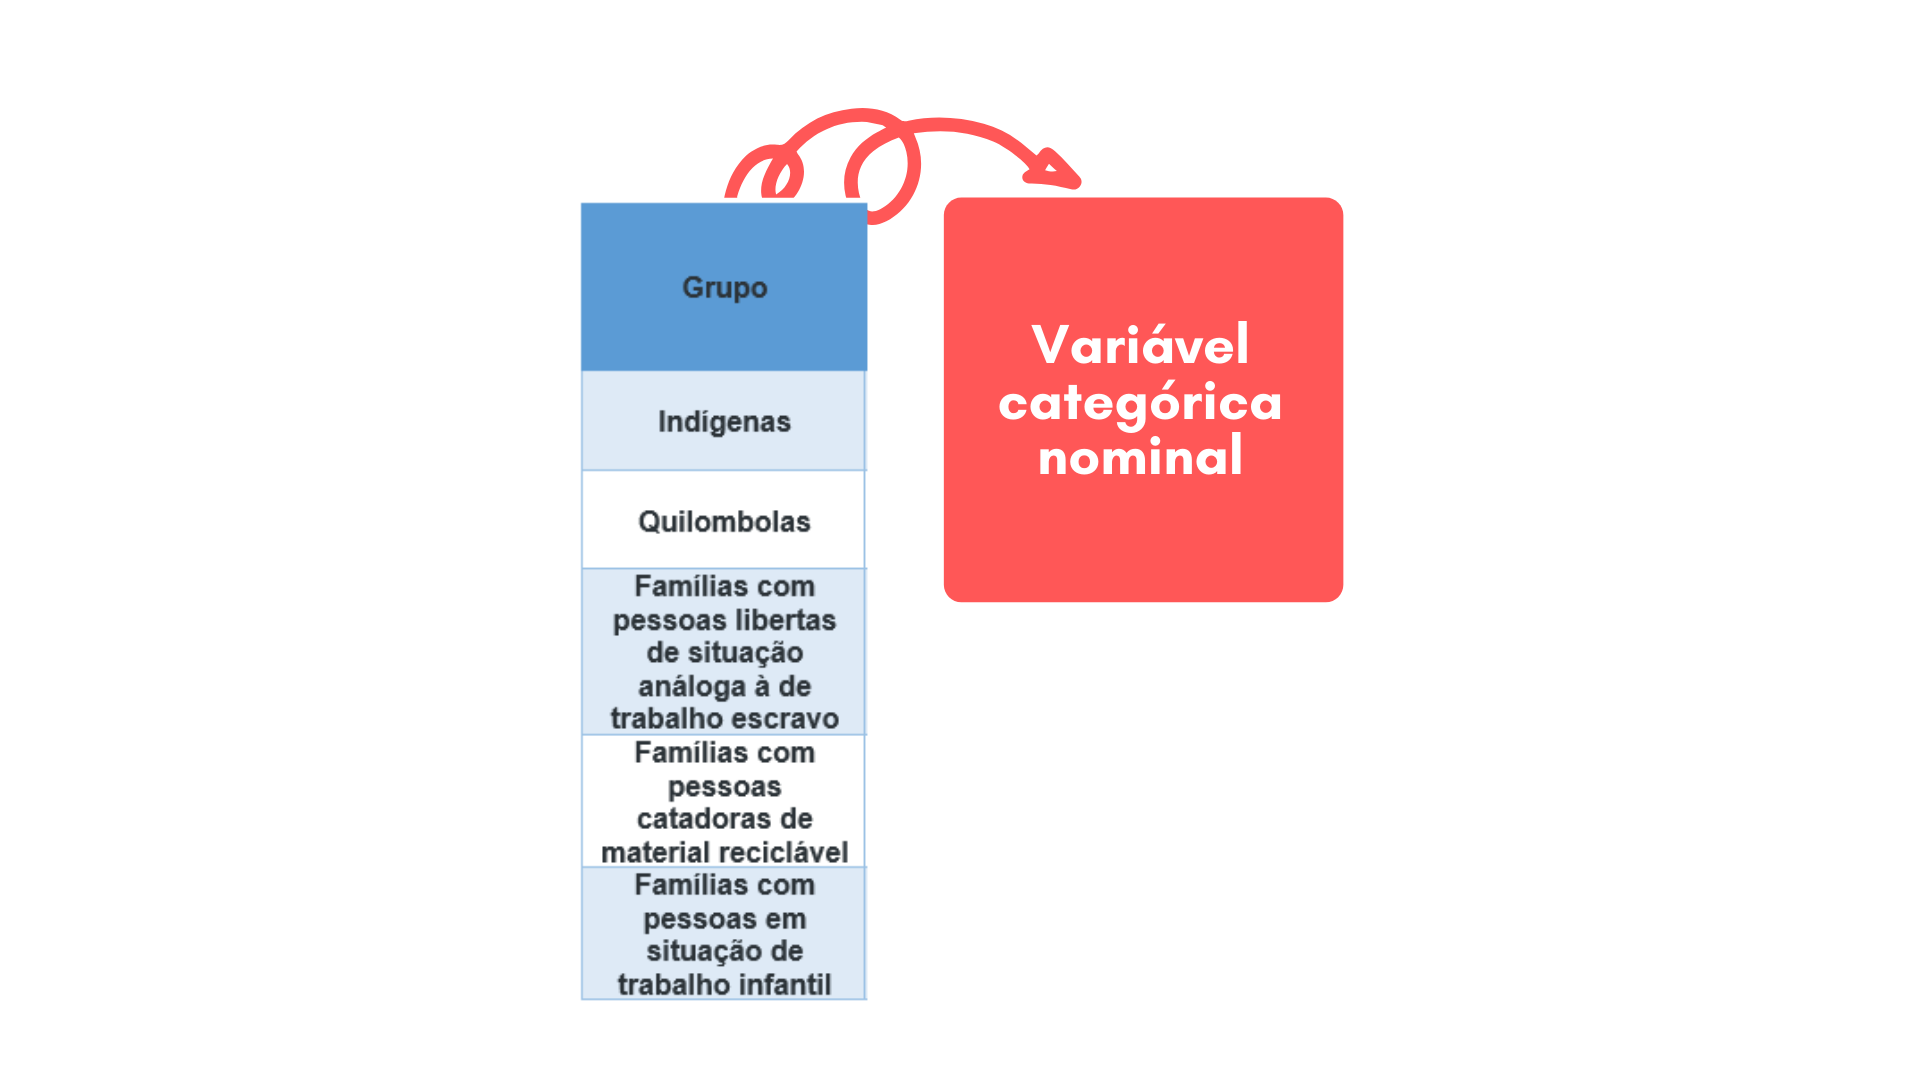 Grupo
Indígenas
Quilombolas
Famílias com
pessoas libertas
de situação
análoga à de
trabalho escravo
Famílias com
pessoas
catadoras de
material reciclável
Famílias com
pessoas em
situação de
trabalho infantil
Variável
categórica
nominal